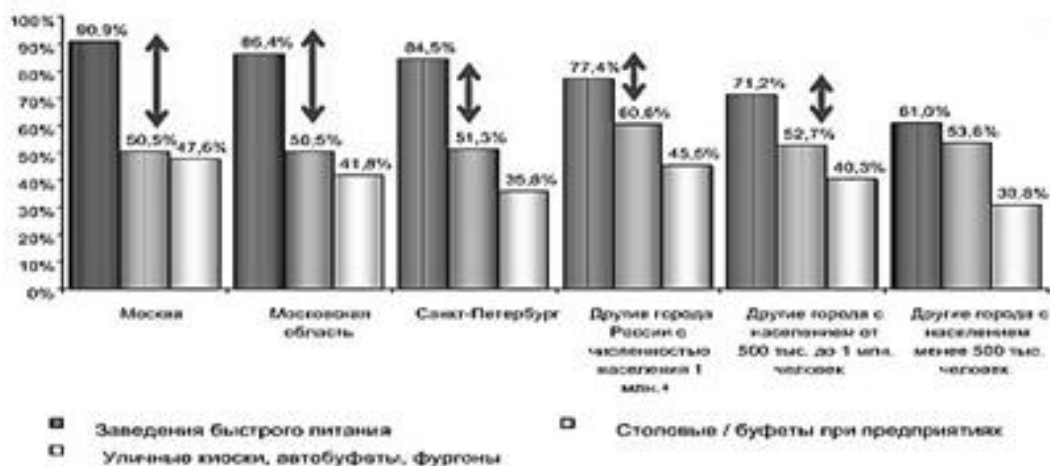 100%
90%
80%
70%
60%
50%
40%
30%
20%
10%
0%
90,9%
50,5%
47,6%
86,4%
50,5%
41,8%
84,5%
51,3%
35,8%
77,4%
60,6%
45,5%
71,2%
52,7%
40,3%
61,0%
53,6%
30,8%
Москва
Московская
область
Санкт-Петербург
Другие города
России с
численностью
населения 1
млн.+
Другие города с
населением от
500 тыс. до 1 млн.
человек
Другие города с
населением
менее 500 тыс.
человек
Заведения быстрого питания
Столовые / буфеты при предприятиях
Уличные киоски, автобуфеты, фургоны